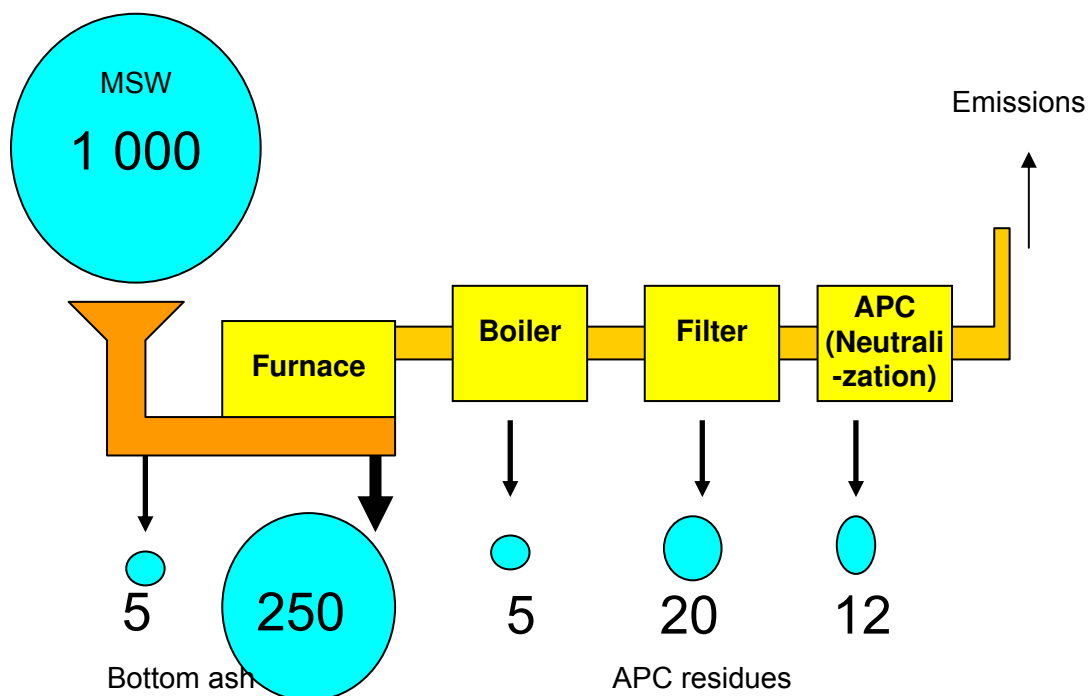 MSW
1 000
Emissions
Furnace
Boiler
Filter
APC
(Neutrali
-zation)
5
250
5
20
12
Bottom ash
APC residues